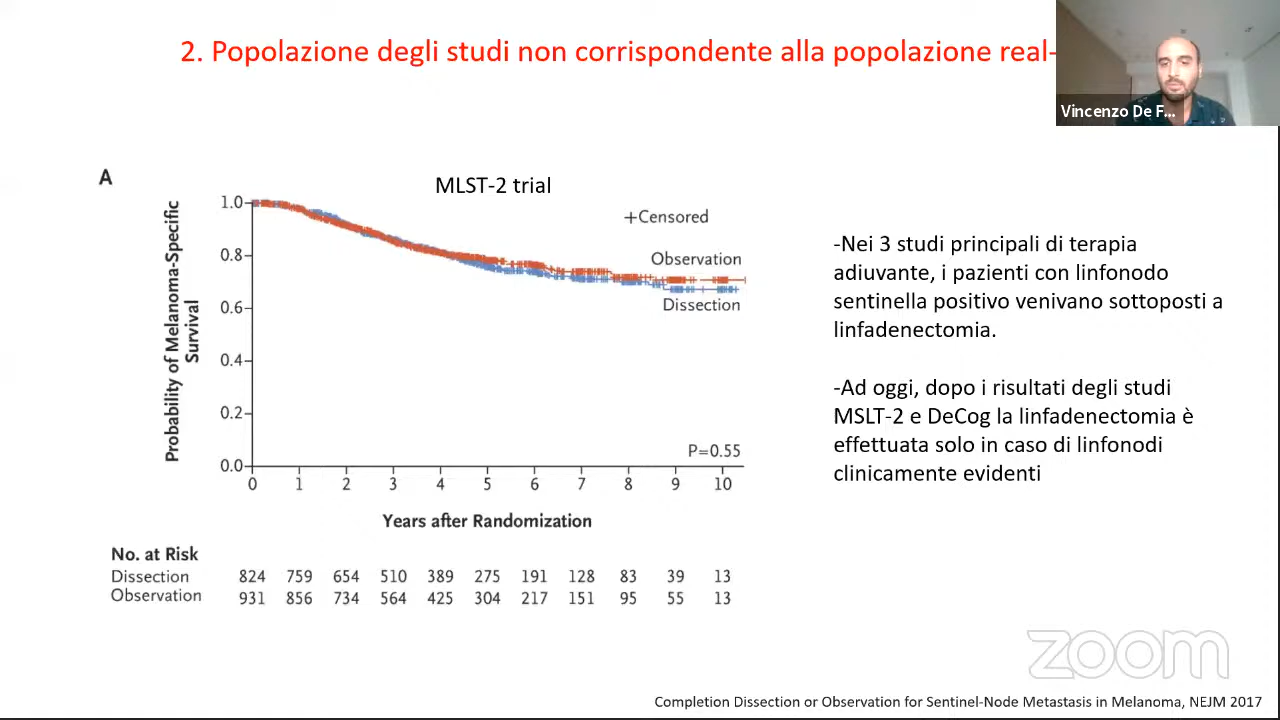 2. Popolazione degli studi non corrispondente alla popolazione real-
Vincenzo De F...
A
MLST-2 trial
+Censored
Observation
Dissection
P=0.55
Probability of Melanoma-Specific
Survival
1.0
0.8
0.6
0.4
0.2
0.0
0 1 2 3 4 5 6 7 8 9 10
Years after Randomization
No. at Risk
Dissection 824 759 654 510 389 275 191 128 83 39 13
Observation 931 856 734 564 425 304 217 151 95 55 13
-Nei 3 studi principali di terapia
adiuvante, i pazienti con linfonodo
sentinella positivo venivano sottoposti a
linfadenectomia.
-Ad oggi, dopo i risultati degli studi
MSLT-2 e DeCog la linfadenectomia è
effettuata solo in caso di linfonodi
clinicamente evidenti
zoom
Completion Dissection or Observation for Sentinel-Node Metastasis in Melanoma, NEJM 2017